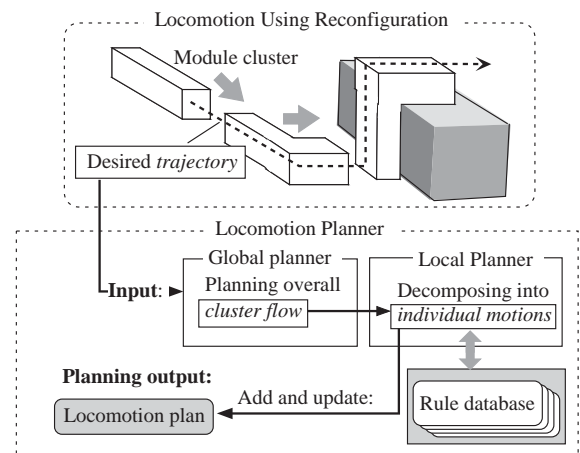 Locomotion Using Reconfiguration
Module cluster
Desired trajectory
Locomotion Planner
Global planner
Local Planner
Input:
Planning overall
cluster flow
Decomposing into
individual motions
Planning output:
Locomotion plan
Add and update:
Rule database